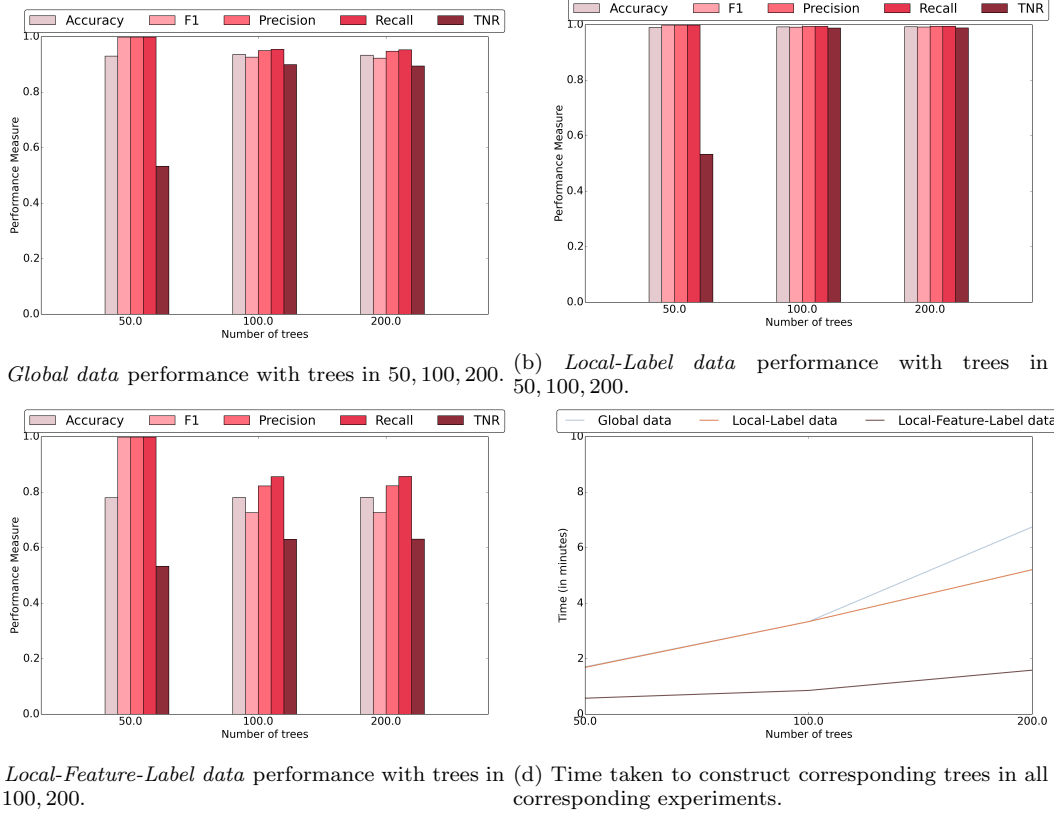 Accuracy F1 Precision Recall TNR
1.0
0.8
0.6
0.4
0.2
0.0
Performance Measure
50.0 100.0 200.0
Number of trees
Global data performance with trees in 50, 100, 200.
Accuracy F1 Precision Recall TNR
1.0
0.8
0.6
0.4
0.2
0.0
Performance Measure
50.0 100.0 200.0
Number of trees
(b) Local-Label data performance with trees in
50, 100, 200.
Accuracy F1 Precision Recall TNR
1.0
0.8
0.6
0.4
0.2
0.0
Performance Measure
50.0 100.0 200.0
Number of trees
Local-Feature-Label data performance with trees in
100, 200.
Global data Local-Label data Local-Feature-Label data
10
8
6
4
2
0
Time (in minutes)
50.0 100.0 200.0
Number of trees
(d) Time taken to construct corresponding trees in all
corresponding experiments.